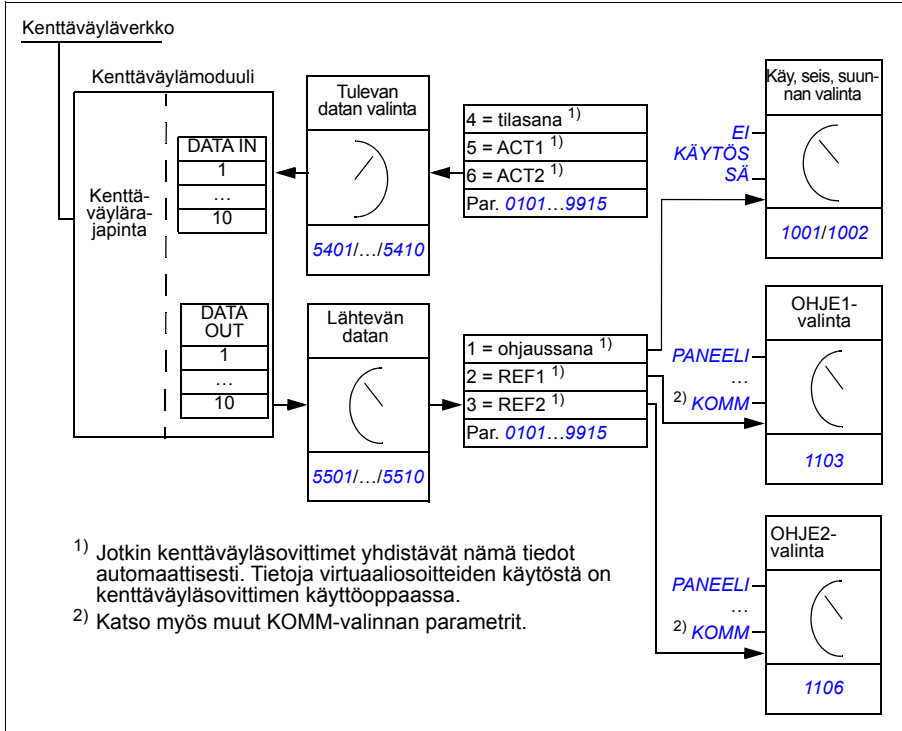 Kenttäväyläverkko
Kenttäväylämoduuli
Kenttä-
väylära-
japinta
DATA IN
1
…
10
DATA
OUT
1
...
10
Tulevan
datan valinta
5401/…/5410
4 = tilasana 1)
5 = ACT1 1)
6 = ACT2 1)
Par. 0101…9915
Lähtevän
datan
5501/…/5510
1 = ohjaussana 1)
2 = REF1 1)
3 = REF2 1)
Par. 0101…9915
Käy, seis, suun-
nan valinta
EI
KÄYTÖS
SÄ
1001/1002
OHJE1-
valinta
PANEELI
…
2) KOMM
1103
OHJE2-
valinta
PANEELI
…
2) KOMM
1106
1) Jotkin kenttäväyläsovittimet yhdistävät nämä tiedot
automaattisesti. Tietoja virtuaaliosoitteiden käytöstä on
kenttäväyläsovittimen käyttöoppaassa.
2) Katso myös muut KOMM-valinnan parametrit.